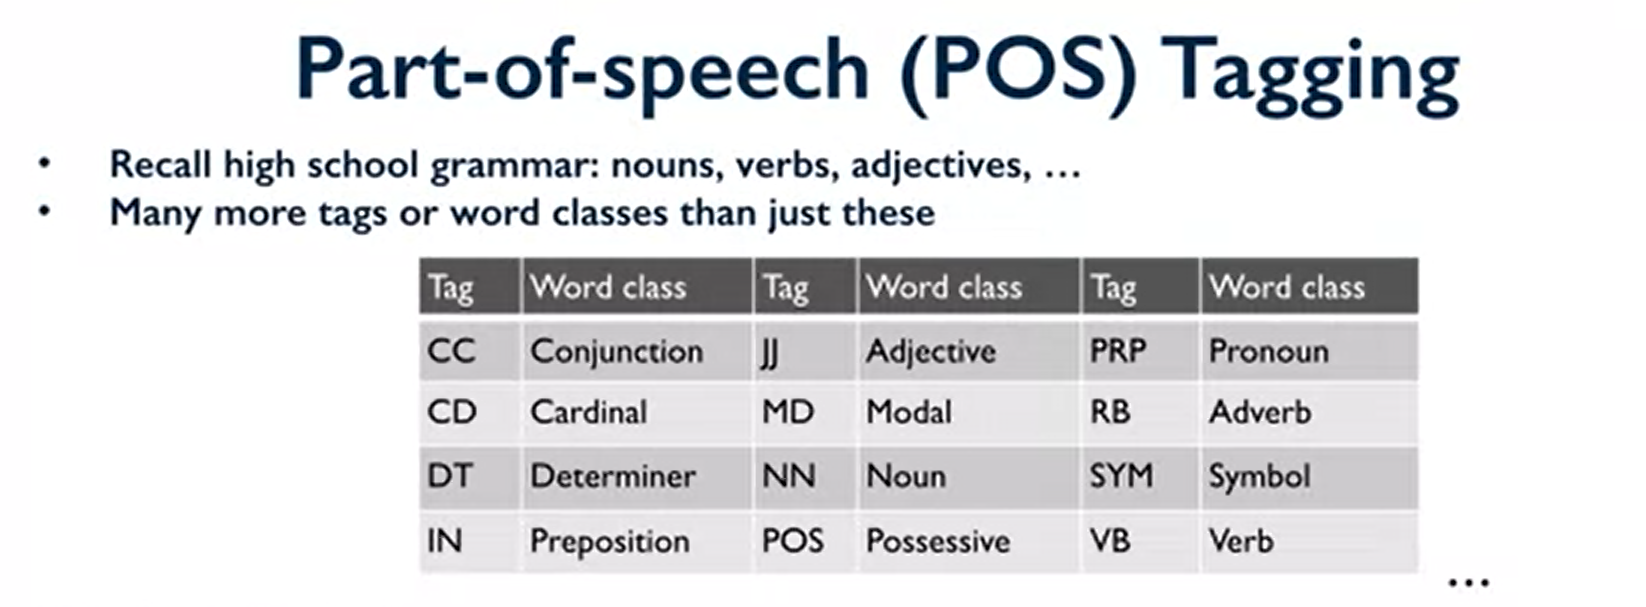 Part-of-speech (POS) Tagging
• Recall high school grammar: nouns, verbs, adjectives, …
• Many more tags or word classes than just these
Tag Word class Tag Word class Tag Word class
CC Conjunction JJ Adjective PRP Pronoun
CD Cardinal MD Modal RB Adverb
DT Determiner NN Noun SYM Symbol
IN Preposition POS Possessive VB Verb
…